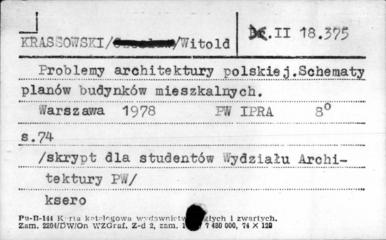 KRASSOWSKI/Czesław/Witold II 18.375
Problemy architektury polskiej.Schematy
planów budynków mieszkalnych.
Warszawa 1978 PW IPRA 8°
s.74
/skrypt dla studentów Wydziału Archi-
tektury PW/
ksero
Pu-B-144 Karta katalogowa wydawnictw zwartych.
Zam. 2204/DW/On WZGraf. Z-d 2, zam. 7 480 000, 74 X 125